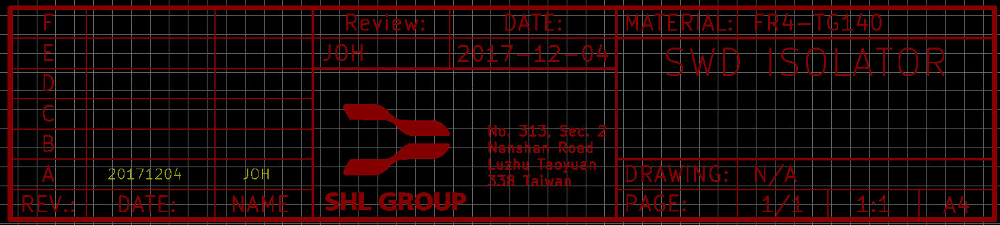 F
E
D
C
B
A 20171204 JOH
REV.: DATE: NAME
Review: DATE:
JOH 2017-12-04
No. 313, Sec. 2
Nanshan Road
Luzhu Taoyuan
338 Taiwan
SHL GROUP
MATERIAL: FR4-TG140
SWD ISOLATOR
DRAWING: N/A
PAGE: 1/1 1:1 A4